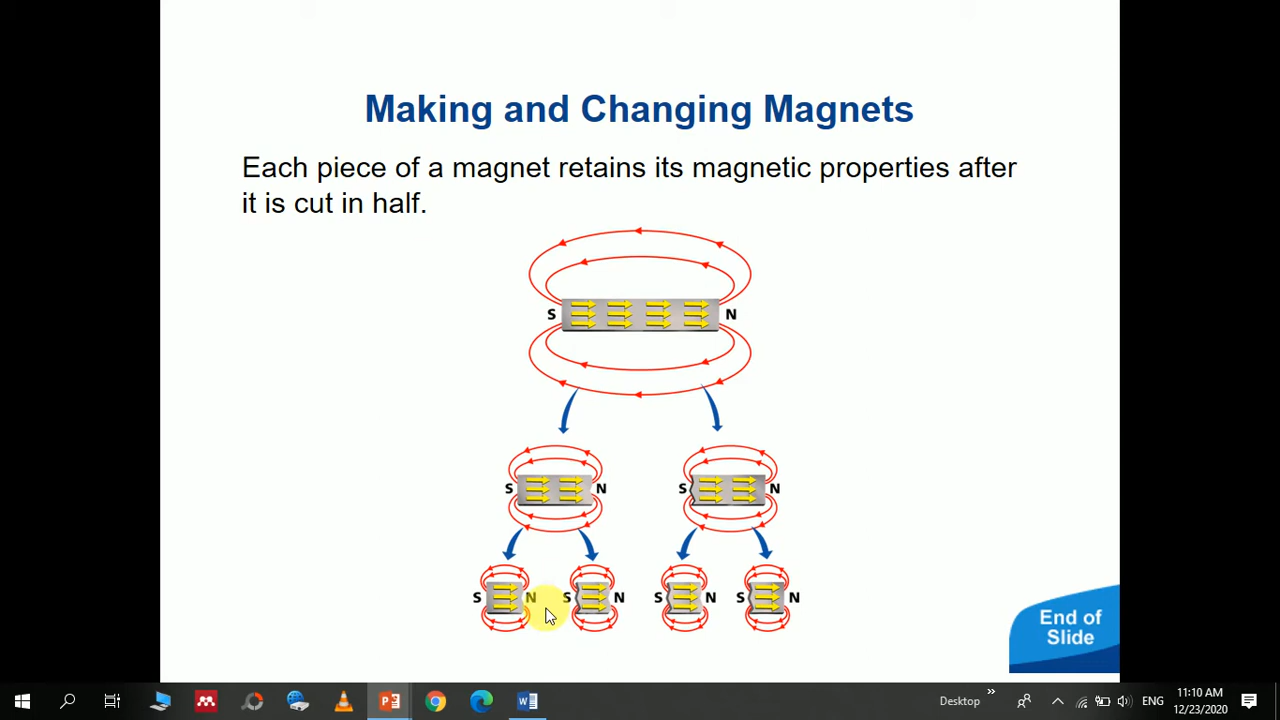 Making and Changing Magnets
Each piece of a magnet retains its magnetic properties after
it is cut in half.
S N
S N S N
S N S N S N S N
End of
Slide
Desktop » ENG 11:10 AM
12/23/2020